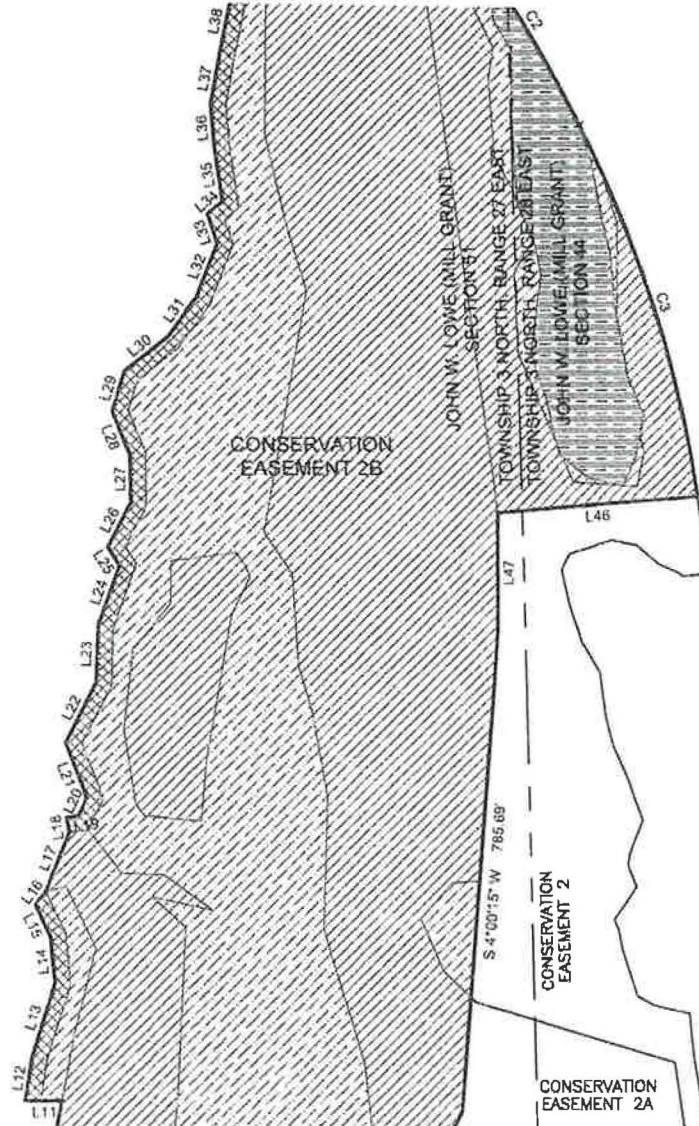 L38
L37
L36
L35
L34
L33
L32
L31
L30
L29
L28
L27
L26
L25
L24
L23
L22
L21
L20
L19
L18
L17
L16
L15
L14
L13
L12
L11
C2
C3
L46
L47
JOHN W. LOWE (MILL GRANT)
SECTION 51
TOWNSHIP 3 NORTH, RANGE 27 EAST
TOWNSHIP 3 NORTH, RANGE 28 EAST
JOHN W. LOWE (MILL GRANT)
SECTION 44
CONSERVATION
EASEMENT 2B
S 4°00'15" W 785.69'
CONSERVATION
EASEMENT 2
CONSERVATION
EASEMENT 2A